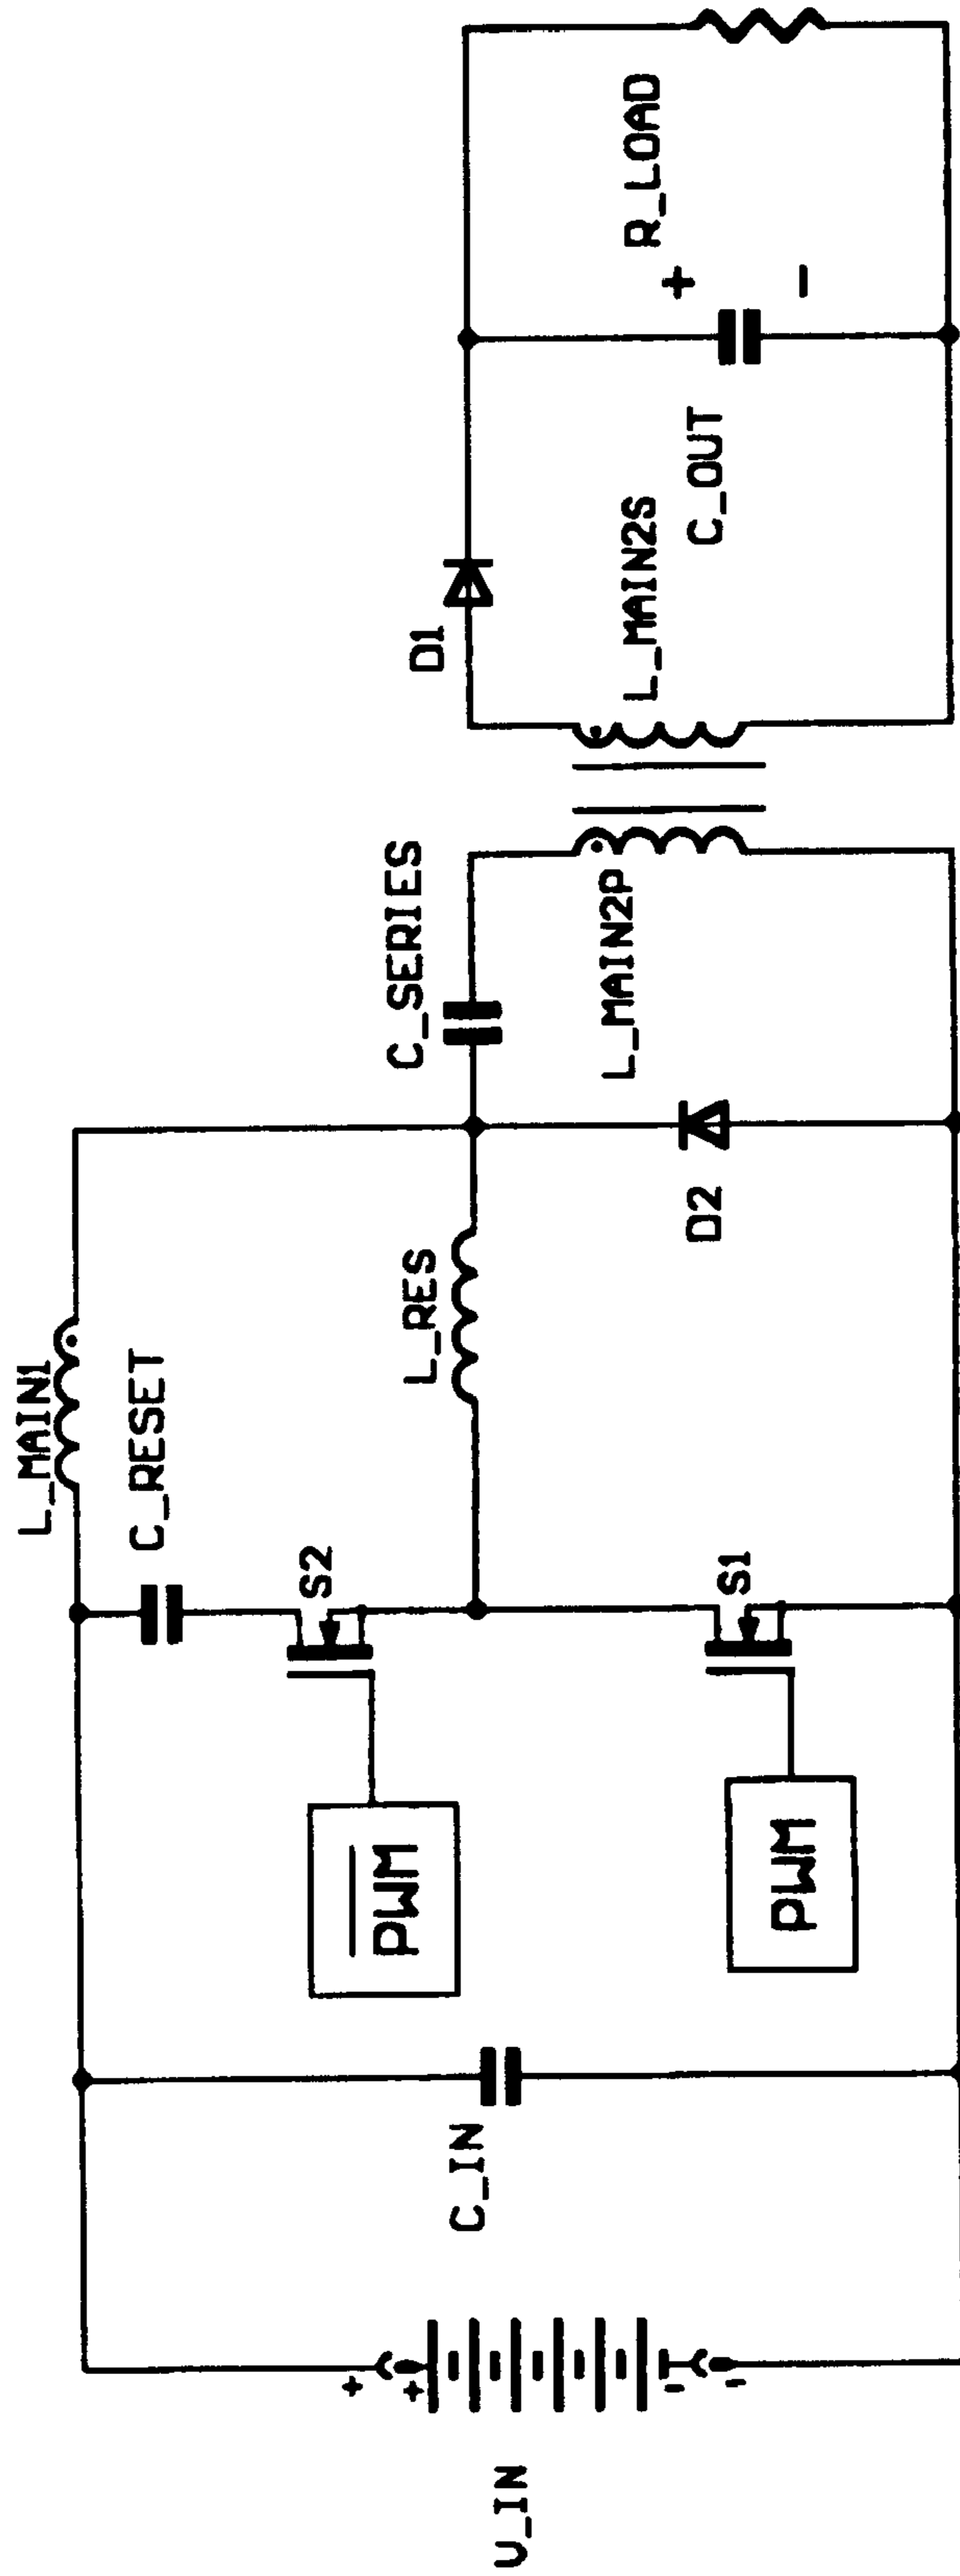 V_IN
+
+
-
-
C_IN
PWM
PWM
S2
S1
L_MAIN1
C_RESET
L_RES
D2
C_SERIES
L_MAIN2P
L_MAIN2S
D1
C_OUT
+
-
R_LOAD